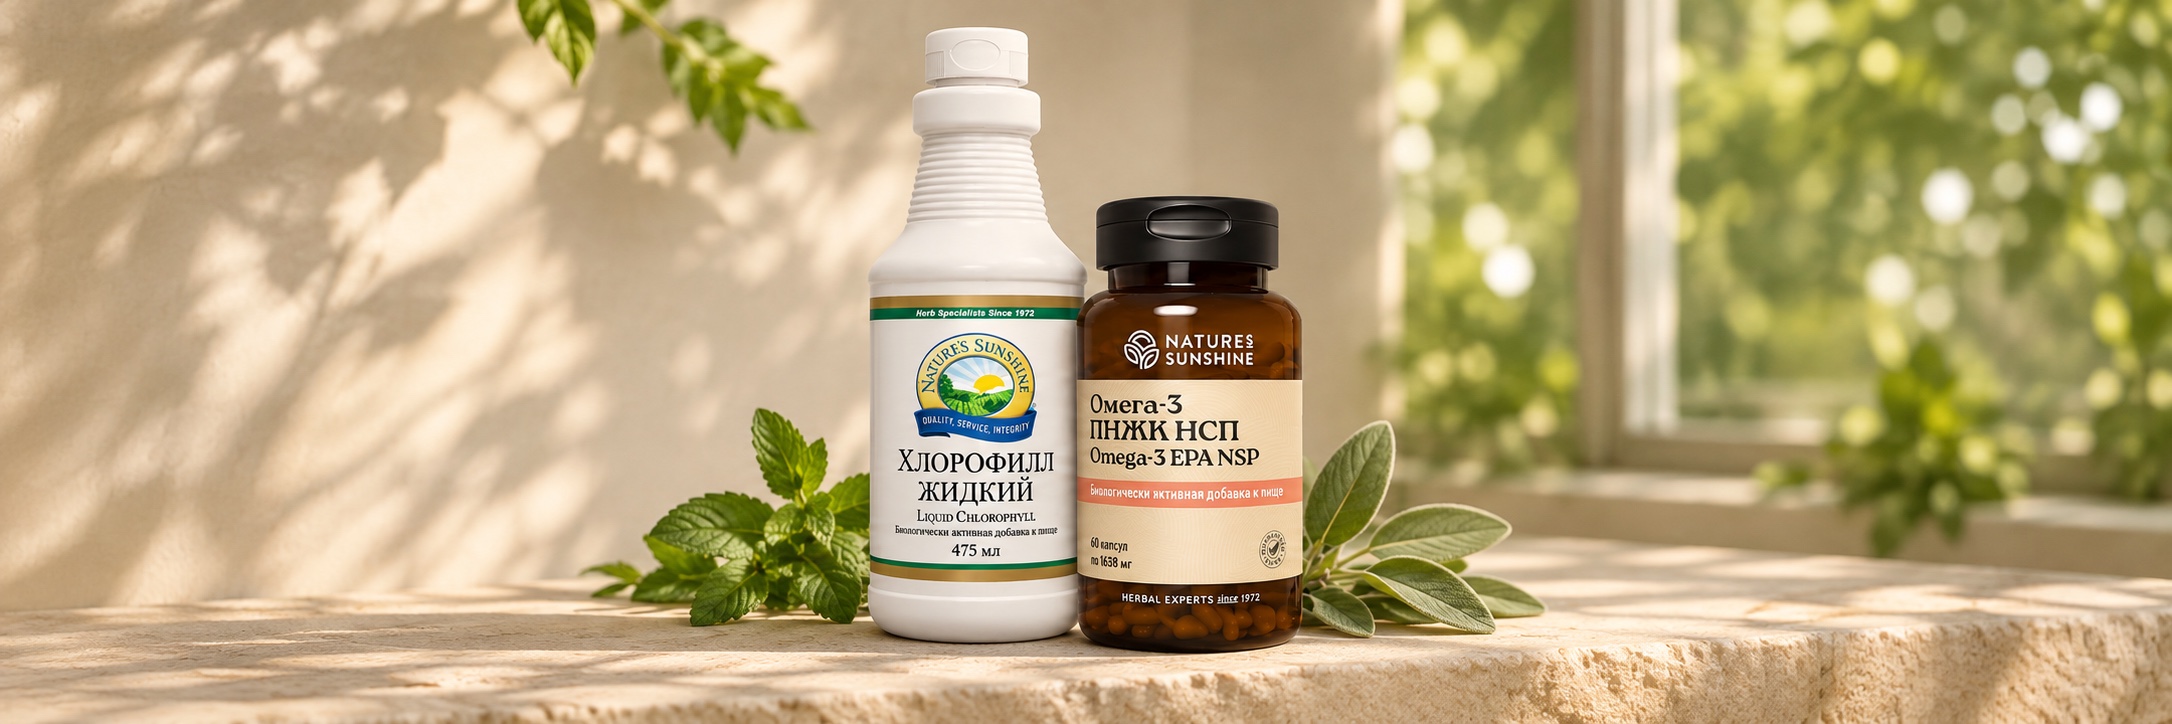 Herb Specialists Since 1972
NATURE'S SUNSHINE
QUALITY, SERVICE, INTEGRITY
ХЛОРОФИЛЛ
ЖИДКИЙ
LIQUID CHLOROPHYLL
Биологически активная добавка к пище
475 мл
NATURE'S
SUNSHINE
Омега-3
ПНЖК НСП
Omega-3 EPA NSP
Биологически активная добавка к пище
60 капсул
по 1638 мг
HERBAL EXPERTS since 1972